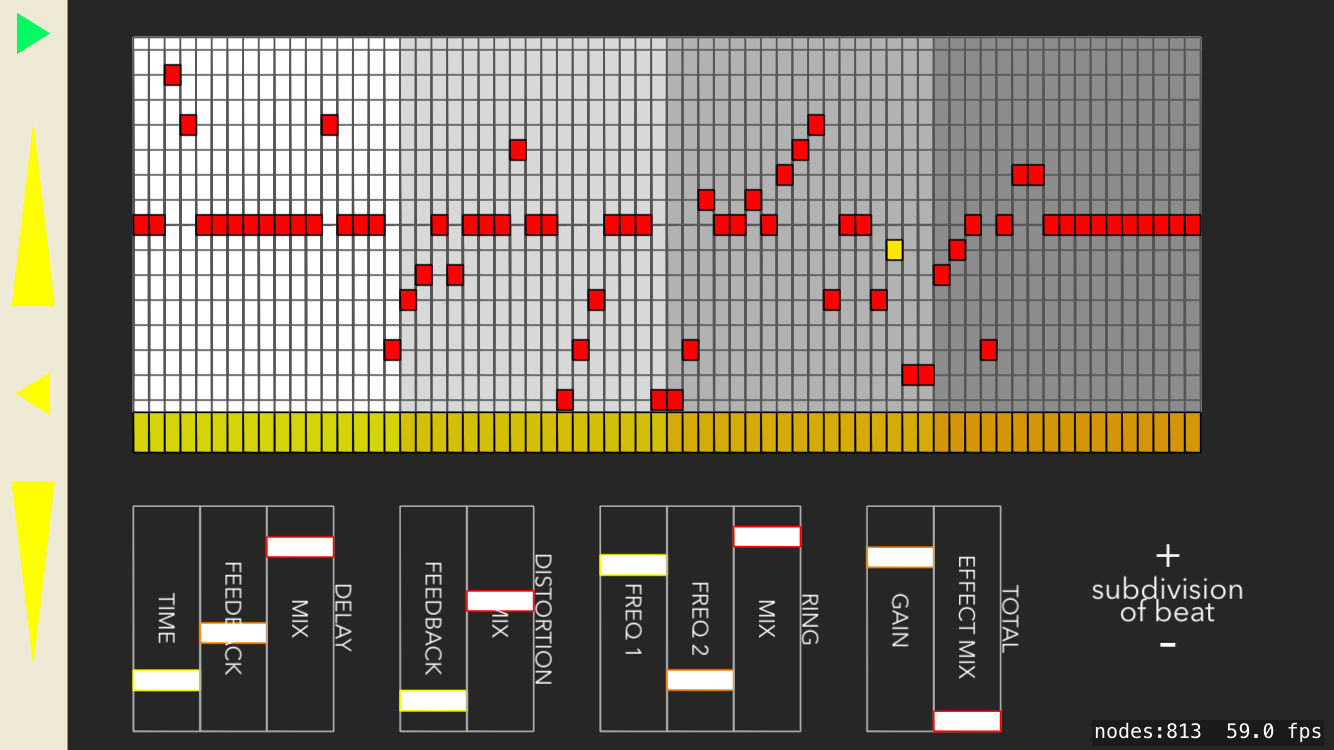 TIME
FEEDBACK
MIX
DELAY
FEEDBACK
MIX
DISTORTION
FREQ 1
FREQ 2
MIX
RING
GAIN
EFFECT MIX
TOTAL
+
subdivision
of beat
-
nodes:813 59.0 fps